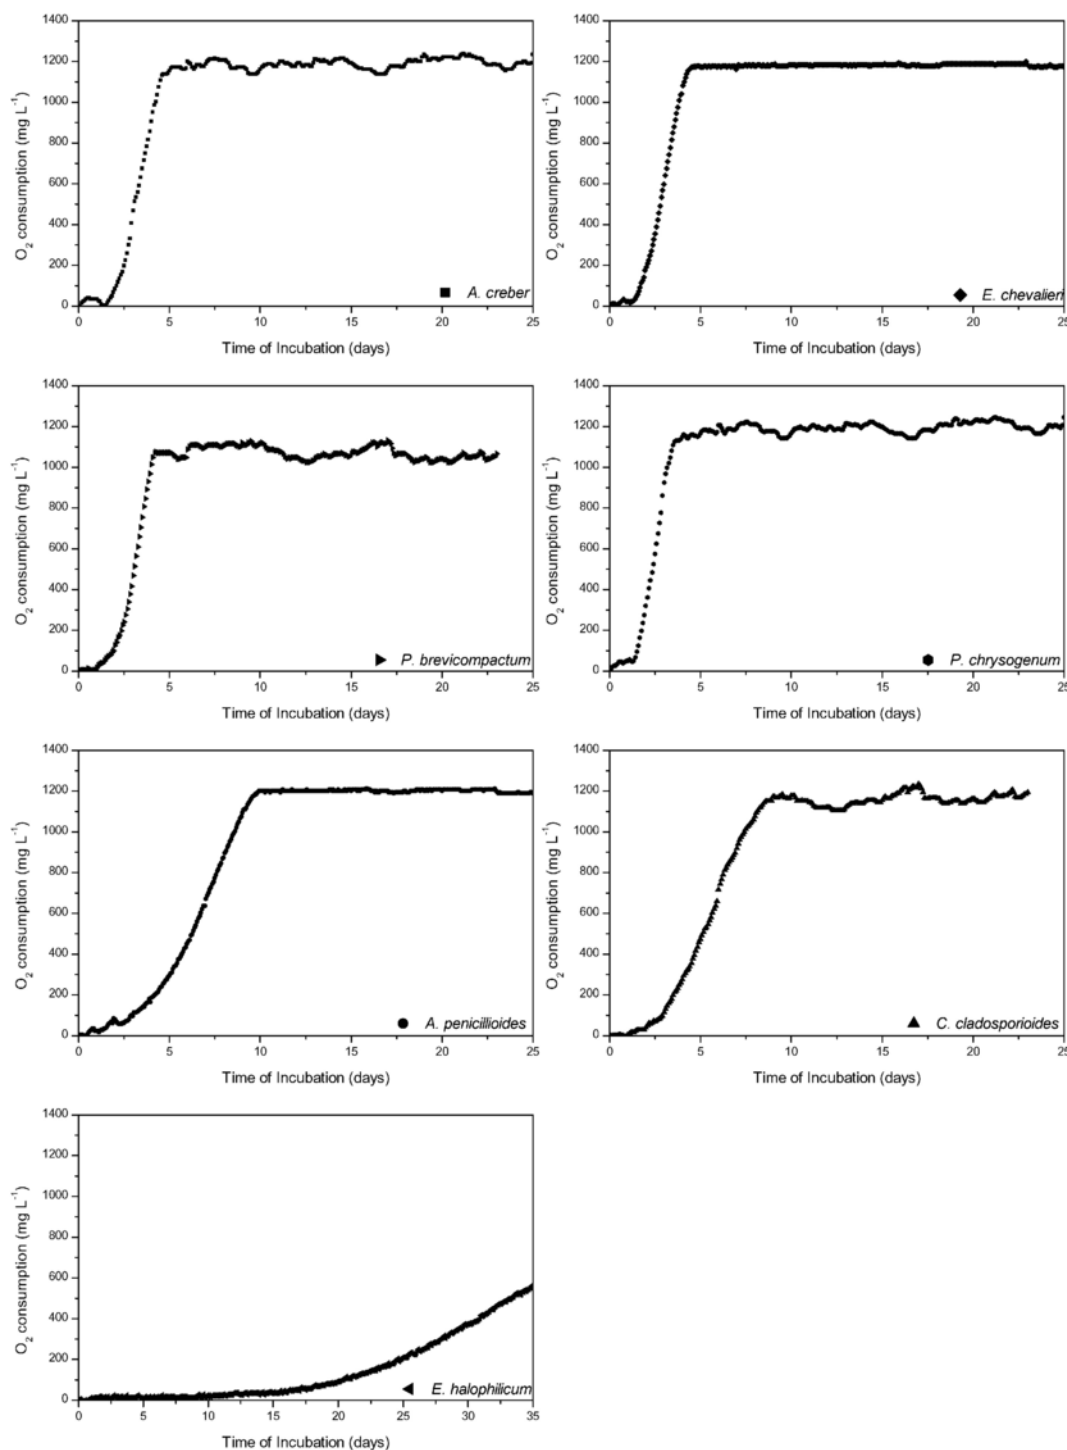 1400
1200
1000
800
600
400
200
0
O2 consumption (mg L-1)
0 5 10 15 20 25
Time of Incubation (days)
A. creber
1400
1200
1000
800
600
400
200
0
O2 consumption (mg L-1)
0 5 10 15 20 25
Time of Incubation (days)
E. chevalieri
1400
1200
1000
800
600
400
200
0
O2 consumption (mg L-1)
0 5 10 15 20 25
Time of Incubation (days)
P. brevicompactum
1400
1200
1000
800
600
400
200
0
O2 consumption (mg L-1)
0 5 10 15 20 25
Time of Incubation (days)
P. chrysogenum
1400
1200
1000
800
600
400
200
0
O2 consumption (mg L-1)
0 5 10 15 20 25
Time of Incubation (days)
A. penicillioides
1400
1200
1000
800
600
400
200
0
O2 consumption (mg L-1)
0 5 10 15 20 25
Time of Incubation (days)
C. cladosporioides
1400
1200
1000
800
600
400
200
0
O2 consumption (mg L-1)
0 5 10 15 20 25 30 35
Time of Incubation (days)
E. halophilicum